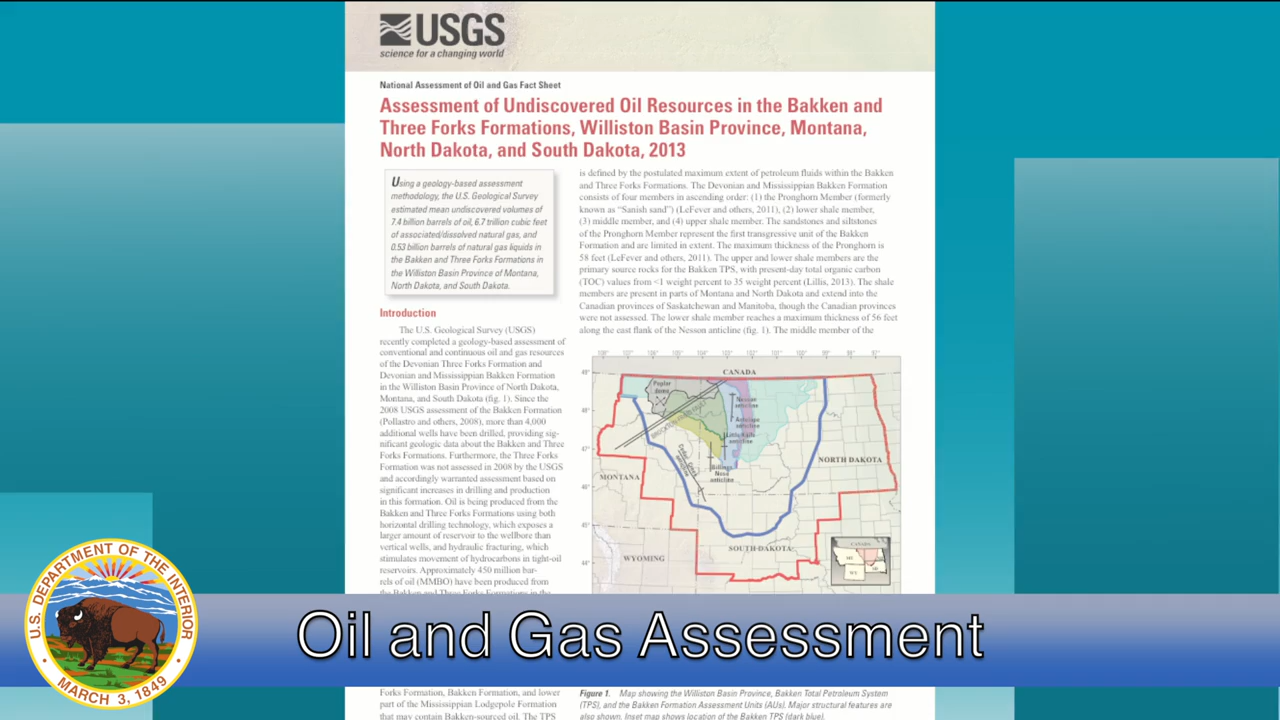 USGS
science for a changing world
National Assessment of Oil and Gas Fact Sheet
Assessment of Undiscovered Oil Resources in the Bakken and
Three Forks Formations, Williston Basin Province, Montana,
North Dakota, and South Dakota, 2013
Using a geology-based assessment
methodology, the U.S. Geological Survey
estimated mean undiscovered volumes of
7.4 billion barrels of oil, 6.7 trillion cubic feet
of associated/dissolved natural gas, and
0.53 billion barrels of natural gas liquids in
the Bakken and Three Forks Formations in
the Williston Basin Province of Montana,
North Dakota, and South Dakota.
Introduction
The U.S. Geological Survey (USGS)
recently completed a geology-based assessment of
conventional and continuous oil and gas resources
of the Devonian Three Forks Formation and
Devonian and Mississippian Bakken Formation
in the Williston Basin Province of North Dakota,
Montana, and South Dakota (fig. 1). Since the
2008 USGS assessment of the Bakken Formation
(Pollastro and others, 2008), more than 4,000
additional wells have been drilled, providing sig-
nificant geologic data about the Bakken and Three
Forks Formations. Furthermore, the Three Forks
Formation was not assessed in 2008 by the USGS
and accordingly warranted assessment based on
significant increases in drilling and production
in this formation. Oil is being produced from the
Bakken and Three Forks Formations using both
horizontal drilling technology, which exposes a
larger amount of reservoir to the wellbore than
vertical wells, and hydraulic fracturing, which
stimulates movement of hydrocarbons in tight-oil
reservoirs. Approximately 450 million bar-
rels of oil (MMBO) have been produced from
the Bakken and Three Forks Formations in the
Forks Formation, Bakken Formation, and lower
part of the Mississippian Lodgepole Formation
that may contain Bakken-sourced oil. The TPS
is defined by the postulated maximum extent of petroleum fluids within the Bakken
and Three Forks Formations. The Devonian and Mississippian Bakken Formation
consists of four members in ascending order: (1) the Pronghorn Member (formerly
known as “Sanish sand”) (LeFever and others, 2011), (2) lower shale member,
(3) middle member, and (4) upper shale member. The sandstones and siltstones
of the Pronghorn Member represent the first transgressive unit of the Bakken
Formation and are limited in extent. The maximum thickness of the Pronghorn is
58 feet (LeFever and others, 2011). The upper and lower shale members are the
primary source rocks for the Bakken TPS, with present-day total organic carbon
(TOC) values from <1 weight percent to 35 weight percent (Lillis, 2013). The shale
members are present in parts of Montana and North Dakota and extend into the
Canadian provinces of Saskatchewan and Manitoba, though the Canadian provinces
were not assessed. The lower shale member reaches a maximum thickness of 56 feet
along the east flank of the Nesson anticline (fig. 1). The middle member of the
CANADA
Poplar
dome
Nesson
anticline
Antelope
anticline
Little Knife
anticline
Billings
Nose
anticline
Cedar Creek
anticline
NORTH DAKOTA
MONTANA
SOUTH DAKOTA
WYOMING
CANADA
Figure 1. Map showing the Williston Basin Province, Bakken Total Petroleum System
(TPS), and the Bakken Formation Assessment Units (AUs). Major structural features are
also shown. Inset map shows location of the Bakken TPS (dark blue).
U.S. DEPARTMENT OF THE INTERIOR
MARCH 3, 1849
Oil and Gas Assessment